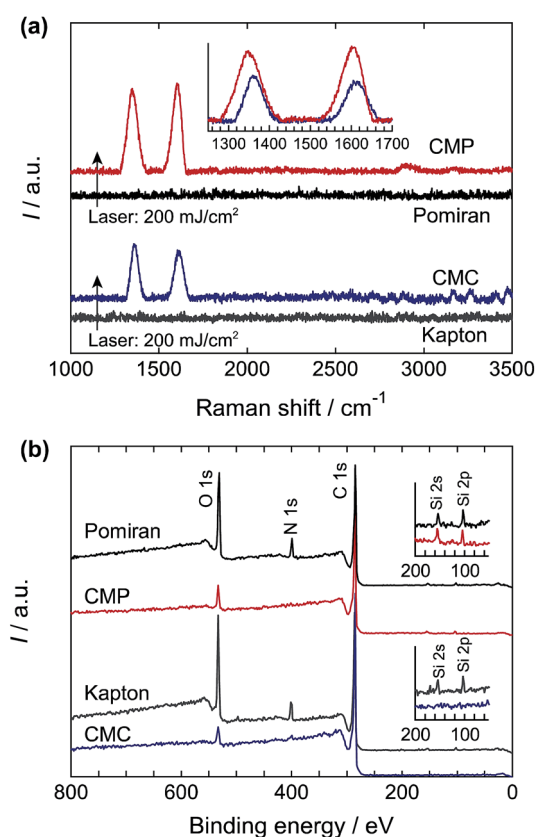 (a)
1300 1400 1500 1600 1700
CMP
Pomiran
Laser: 200 mJ/cm²
CMC
Kapton
Laser: 200 mJ/cm²
I / a.u.
1000 1500 2000 2500 3000 3500
Raman shift / cm⁻¹
(b)
O 1s
N 1s
C 1s
Si 2s
Si 2p
200 100
Pomiran
CMP
Kapton
CMC
Si 2s
Si 2p
200 100
I / a.u.
800 600 400 200 0
Binding energy / eV